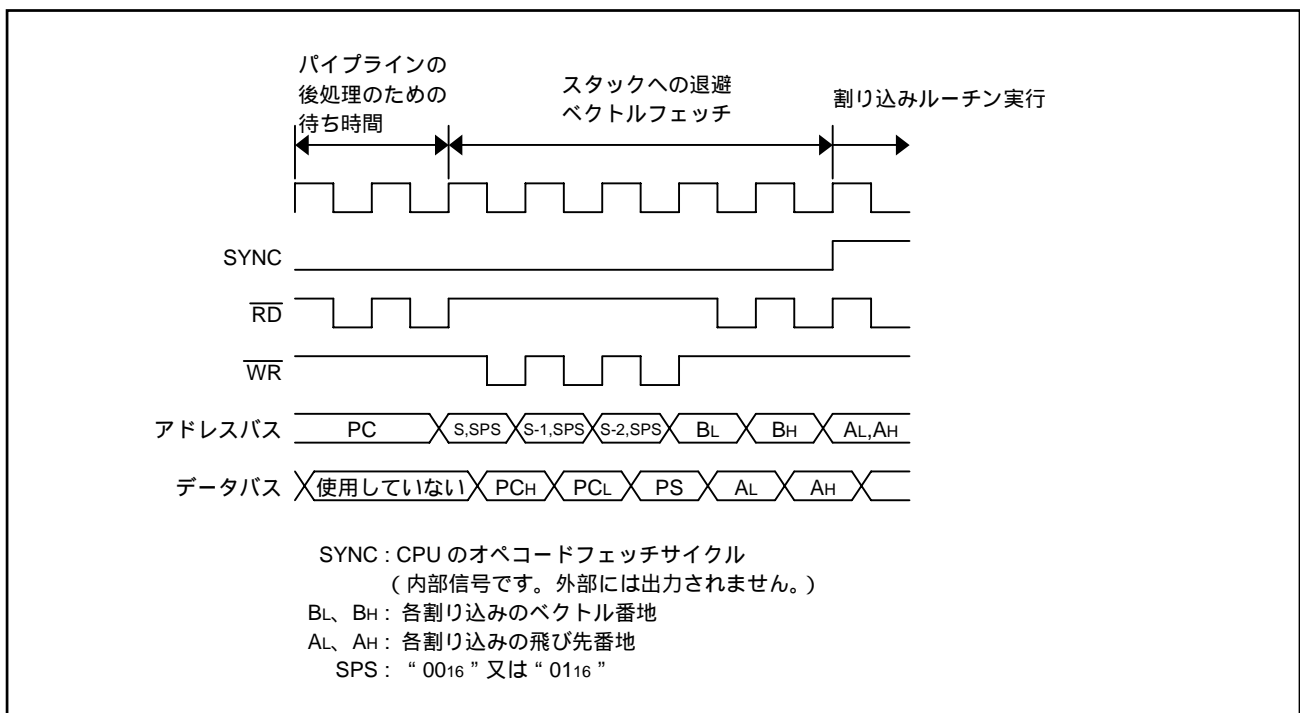 パイプラインの
後処理のための
待ち時間
スタックへの退避
ベクトルフェッチ
割り込みルーチン実行
SYNC
RD
WR
アドレスバス PC S,SPS S-1,SPS S-2,SPS BL BH AL,AH
データバス 使用していない PCH PCL PS AL AH
SYNC : CPU のオペコードフェッチサイクル
( 内部信号です。外部には出力されません。)
BL、BH : 各割り込みのベクトル番地
AL、AH : 各割り込みの飛び先番地
SPS : “ 0016 ” 又は “ 0116 ”